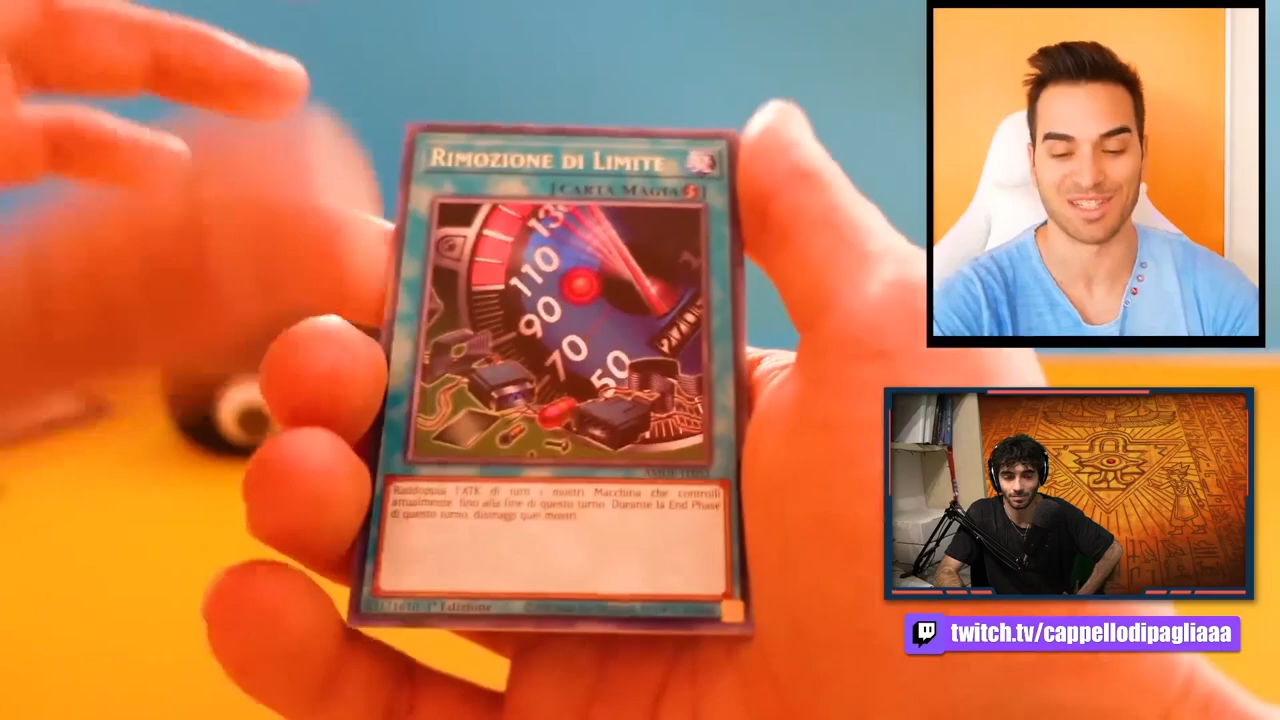 RIMOZIONE DI LIMITE
[CARTA MAGIA
130
110
90
70
50
Raddoppia l'ATK di tutti i mostri Macchina che controlli
attualmente, fino alla fine di questo turno. Durante la End Phase
di questo turno, distruggi quei mostri.
1ª Edizione
twitch.tv/cappellodipagliaaa